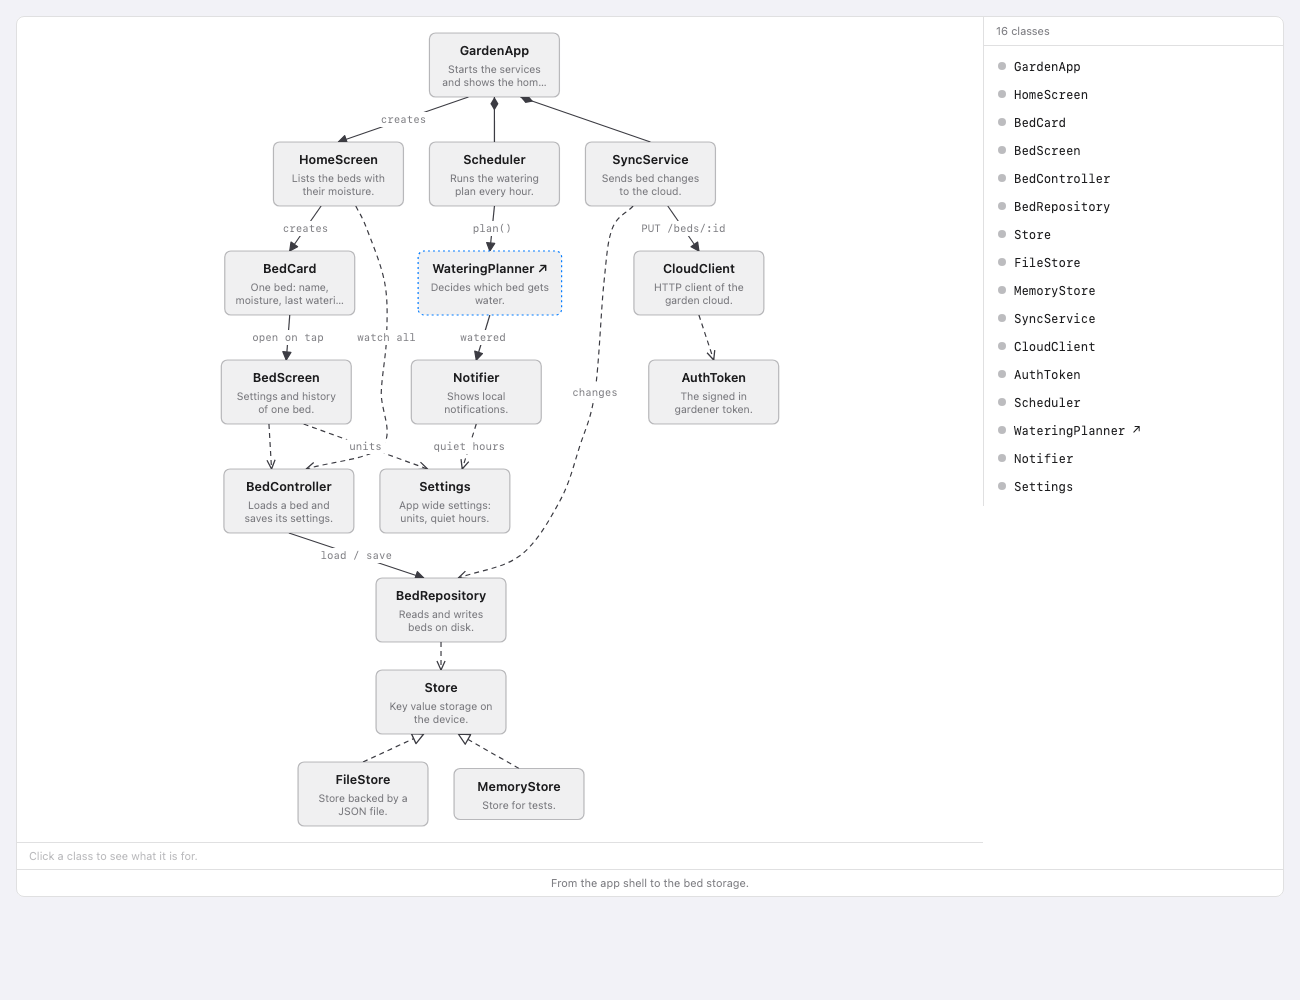 GardenApp
Starts the services
and shows the hom...
creates
HomeScreen
Lists the beds with
their moisture.
Scheduler
Runs the watering
plan every hour.
SyncService
Sends bed changes
to the cloud.
creates
plan()
PUT /beds/:id
BedCard
One bed: name,
moisture, last wateri...
WateringPlanner ↗
Decides which bed gets
water.
CloudClient
HTTP client of the
garden cloud.
open on tap
watch all
watered
BedScreen
Settings and history
of one bed.
Notifier
Shows local
notifications.
changes
AuthToken
The signed in
gardener token.
units
quiet hours
BedController
Loads a bed and
saves its settings.
Settings
App wide settings:
units, quiet hours.
load / save
BedRepository
Reads and writes
beds on disk.
Store
Key value storage on
the device.
FileStore
Store backed by a
JSON file.
MemoryStore
Store for tests.
Click a class to see what it is for.
16 classes
GardenApp
HomeScreen
BedCard
BedScreen
BedController
BedRepository
Store
FileStore
MemoryStore
SyncService
CloudClient
AuthToken
Scheduler
WateringPlanner ↗
Notifier
Settings
From the app shell to the bed storage.